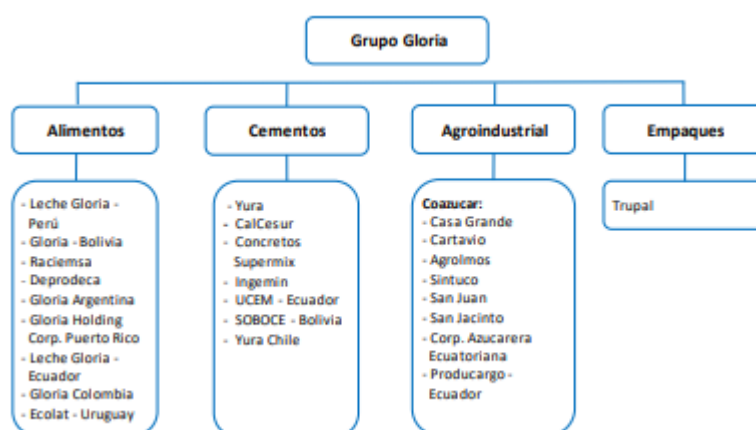 Grupo Gloria
Alimentos
Cementos
Agroindustrial
Empaques
- Leche Gloria -
Perú
- Gloria - Bolivia
- Raciemsa
- Deprodeca
- Gloria Argentina
- Gloria Holding
Corp. Puerto Rico
- Leche Gloria -
Ecuador
- Gloria Colombia
- Ecolat - Uruguay
- Yura
- CalCesur
- Concretos
Supermix
- Ingemin
- UCEM - Ecuador
- SOBOCE - Bolivia
- Yura Chile
Coazucar:
- Casa Grande
- Cartavio
- Agrolmos
- Sintuco
- San Juan
- San Jacinto
- Corp. Azucarera
Ecuatoriana
- Producargo -
Ecuador
Trupal